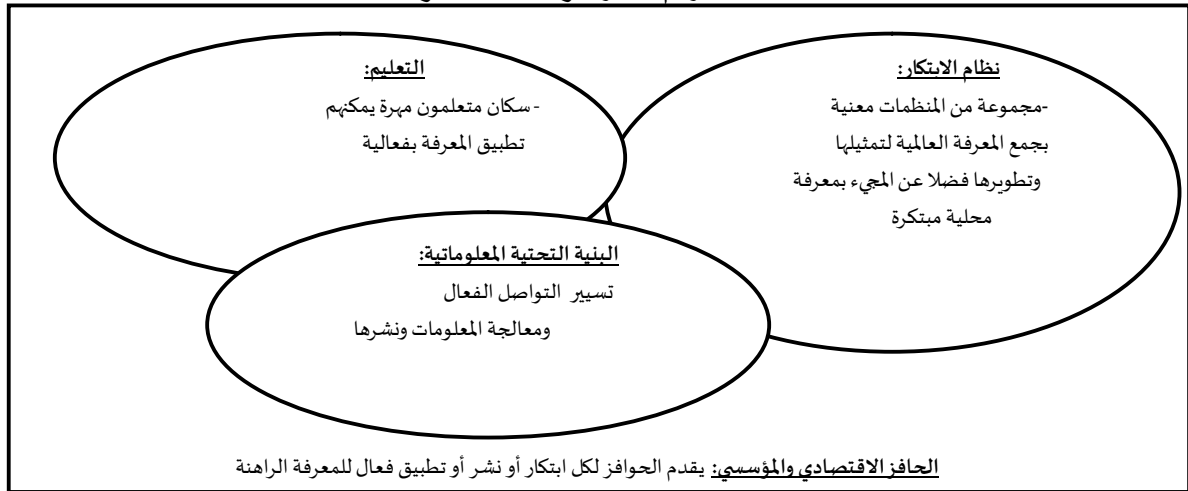 نظام الابتكار:
-مجموعة من المنظمات معنية
بجمع المعرفة العالمية لتمثيلها
وتطويرها فضلا عن المجيء بمعرفة
محلية مبتكرة
التعليم:
- سكان متعلمون مهرة يمكنهم
تطبيق المعرفة بفعالية
البنية التحتية المعلوماتية:
تسيير التواصل الفعال
ومعالجة المعلومات ونشرها
الحافز الاقتصادي والمؤسسي: يقدم الحوافز لكل ابتكار أو نشر أو تطبيق فعال للمعرفة الراهنة